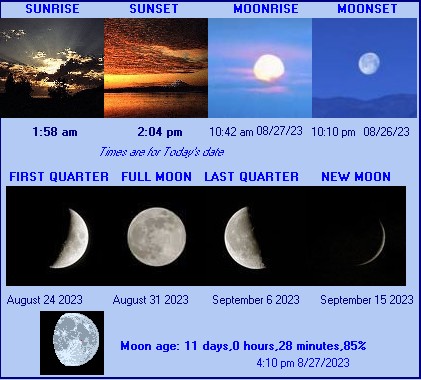 SUNRISE SUNSET MOONRISE MOONSET
1:58 am 2:04 pm 10:42 am 08/27/23 10:10 pm 08/26/23
Times are for Today's date
FIRST QUARTER FULL MOON LAST QUARTER NEW MOON
August 24 2023 August 31 2023 September 6 2023 September 15 2023
Moon age: 11 days,0 hours,28 minutes,85%
4:10 pm 8/27/2023